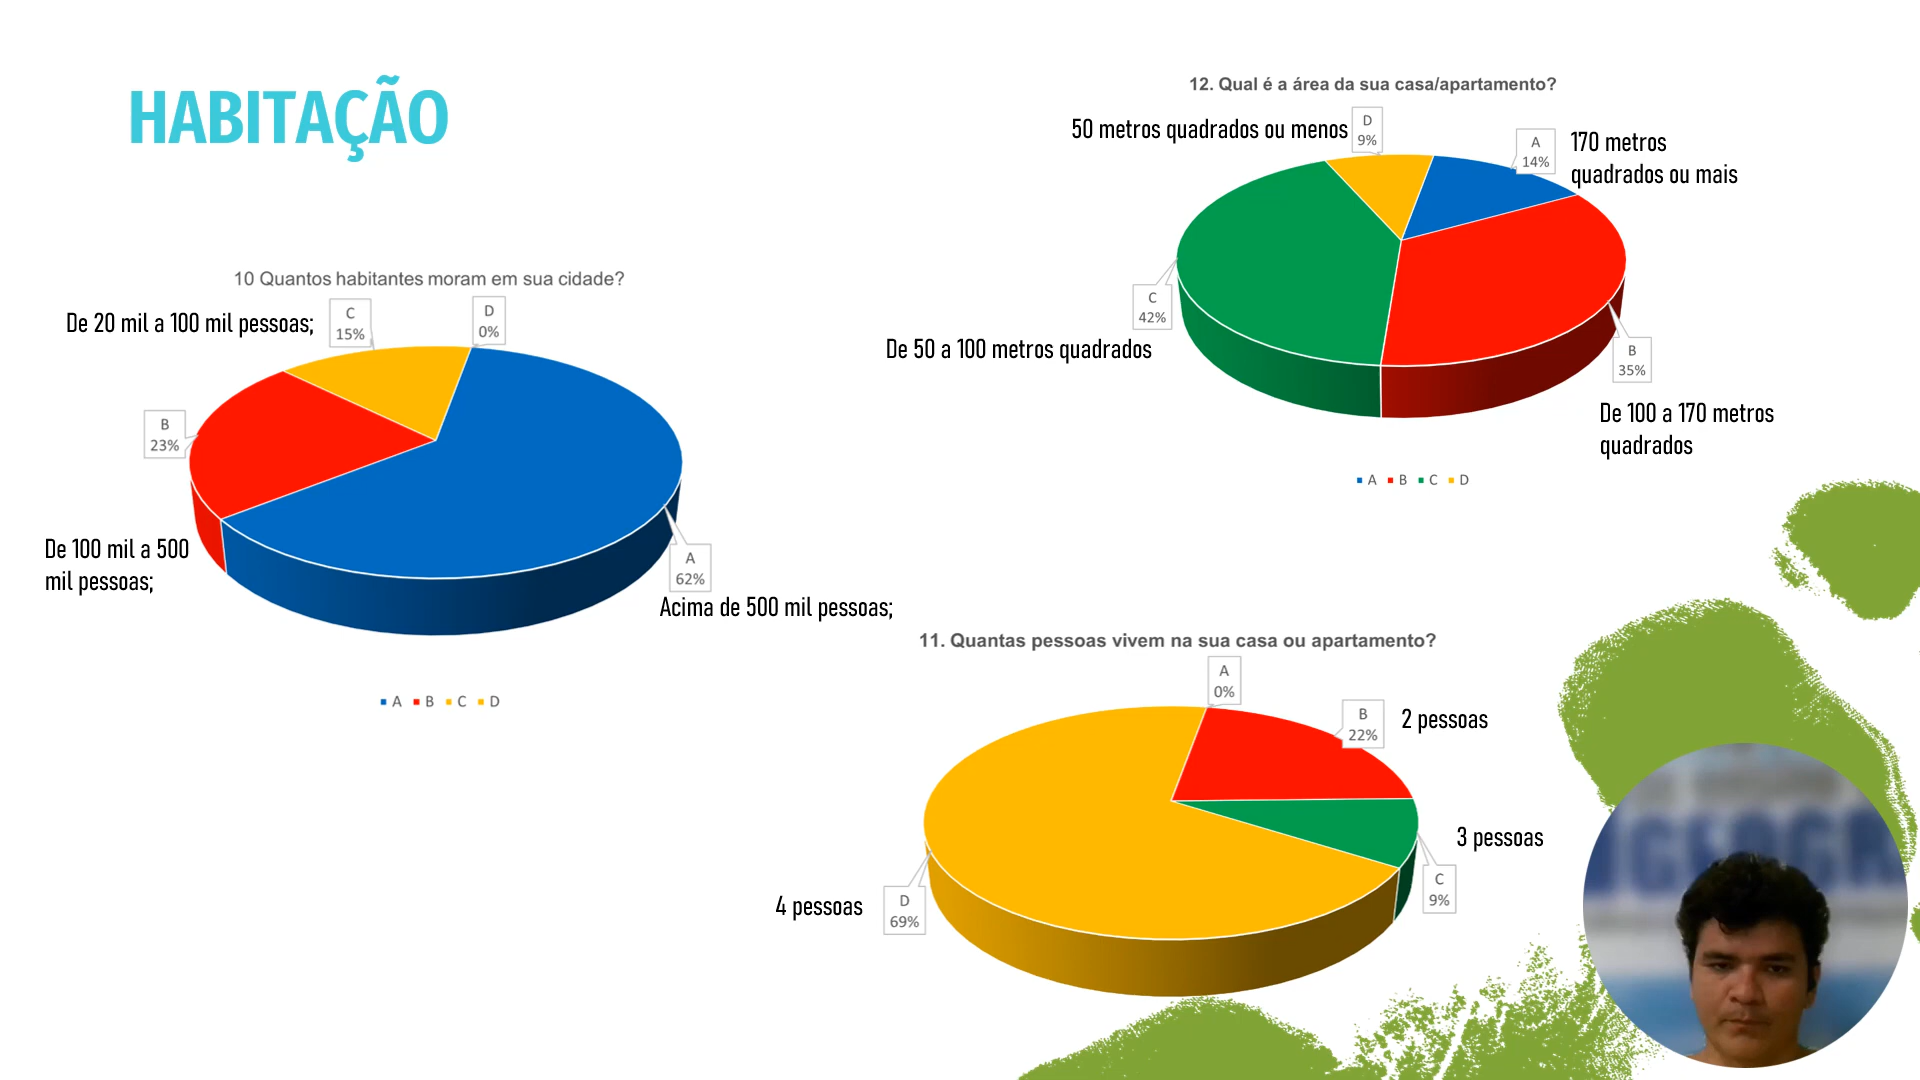 HABITAÇÃO
10 Quantos habitantes moram em sua cidade?
De 20 mil a 100 mil pessoas;
C
15%
D
0%
B
23%
De 100 mil a 500
mil pessoas;
A
62%
Acima de 500 mil pessoas;
A B C D
12. Qual é a área da sua casa/apartamento?
50 metros quadrados ou menos
D
9%
A
14%
170 metros
quadrados ou mais
C
42%
De 50 a 100 metros quadrados
B
35%
De 100 a 170 metros
quadrados
A B C D
11. Quantas pessoas vivem na sua casa ou apartamento?
A
0%
B
22%
2 pessoas
3 pessoas
C
9%
4 pessoas
D
69%